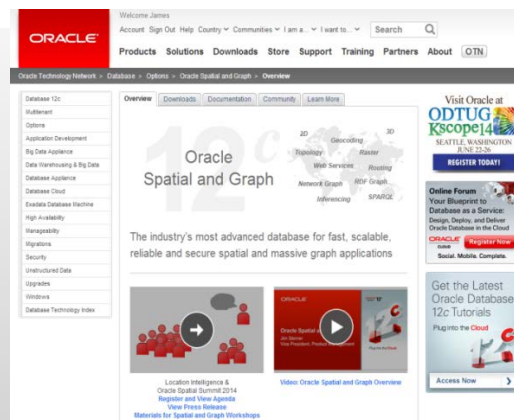 Welcome James
Account Sign Out Help Country Communities I am a... I want to... Search
ORACLE
Products Solutions Downloads Store Support Training Partners About OTN
Oracle Technology Network > Database > Options > Oracle Spatial and Graph > Overview
Database 12c
Multitenant
Options
Application Development
Big Data Appliance
Data Warehousing & Big Data
Database Appliance
Database Cloud
Exadata Database Machine
High Availability
Manageability
Migrations
Security
Unstructured Data
Upgrades
Windows
Database Technology Index
Overview Downloads Documentation Community Learn More
12c
Oracle
Spatial and Graph
2D
3D
Geocoding
Topology
Raster
Web Services
Routing
Network Graph
RDF Graph
Inferencing
SPARQL
The industry's most advanced database for fast, scalable,
reliable and secure spatial and massive graph applications
Location Intelligence &
Oracle Spatial Summit 2014
Register and View Agenda
View Press Release
Materials for Spatial and Graph Workshops
ORACLE
Jim Steiner
Vice President, Product Management
Video: Oracle Spatial and Graph Overview
Visit Oracle at
ODTUG
Kscope14
SEATTLE, WASHINGTON
JUNE 22-26
REGISTER TODAY!
Online Forum
Your Blueprint to
Database as a Service:
Design, Deploy, and Deliver
Oracle Database in the Cloud
ORACLE CLOUD
Register Now
Social. Mobile. Complete.
Get the Latest
Oracle Database
12c Tutorials
Plug into the Cloud
Access Now